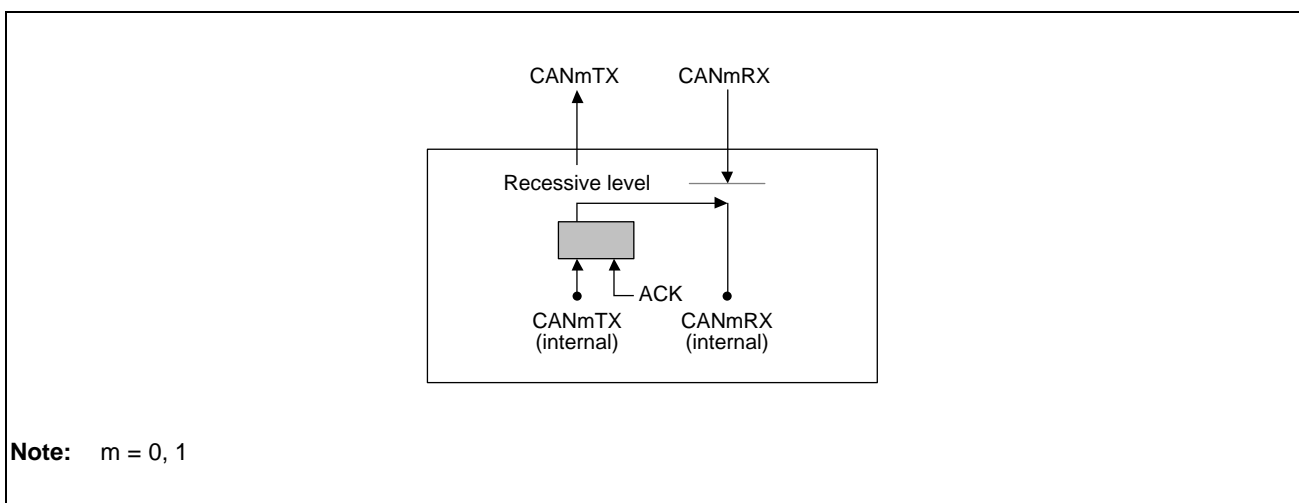 CANmTX
CANmRX
Recessive level
ACK
CANmTX
(internal)
CANmRX
(internal)
Note: m = 0, 1